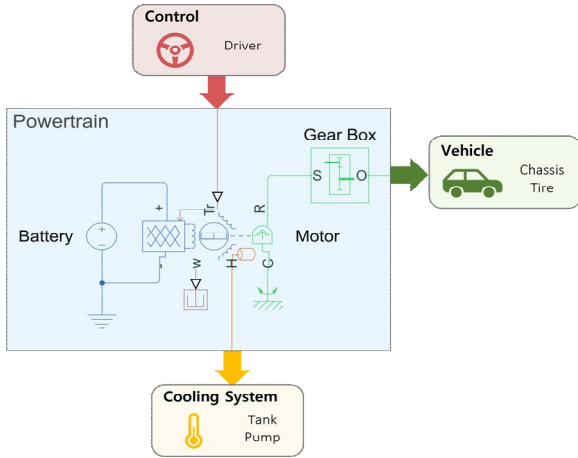 Control
Driver
Powertrain
Gear Box
S O
Vehicle
Chassis
Tire
Tr
R
+
Battery
+
-
Motor
-
w
H
C
Cooling System
Tank
Pump